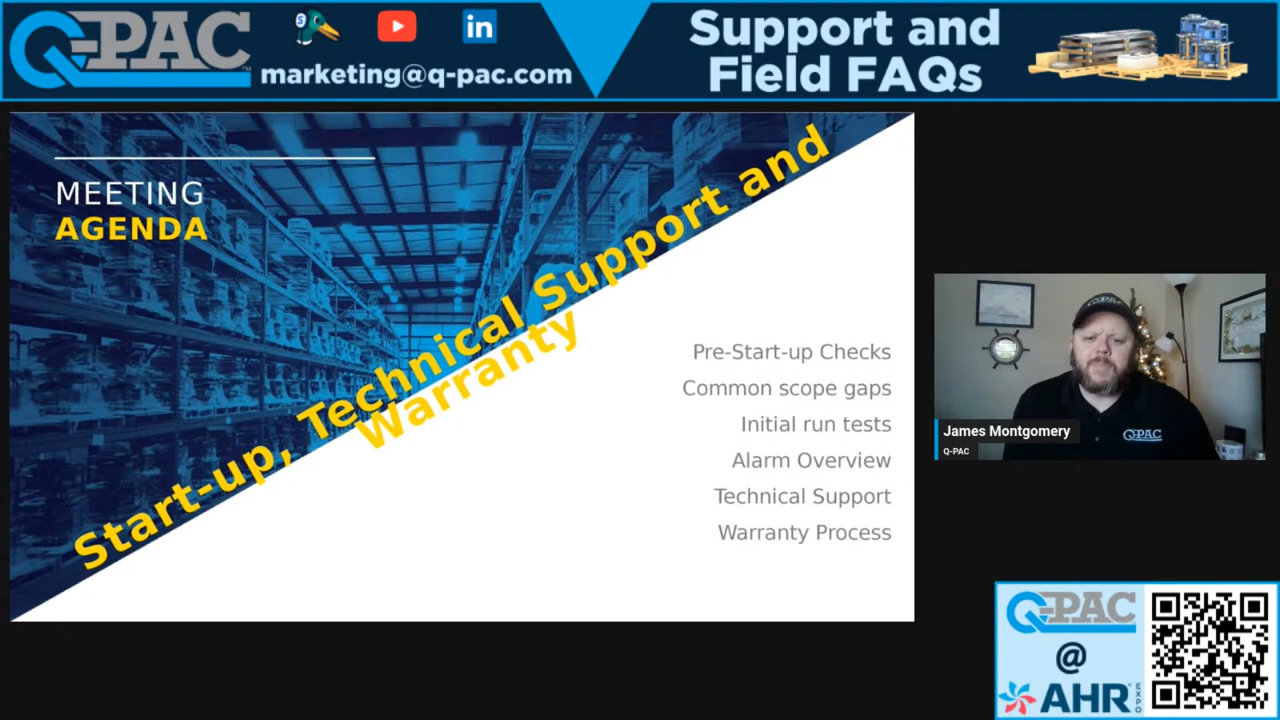 Q-PAC
TM
marketing@q-pac.com
Support and
Field FAQs
MEETING
AGENDA
Start-up, Technical Support and
Warranty
Pre-Start-up Checks
Common scope gaps
Initial run tests
Alarm Overview
Technical Support
Warranty Process
James Montgomery
Q-PAC
Q-PAC
Q-PAC
@
AHR
EXPO